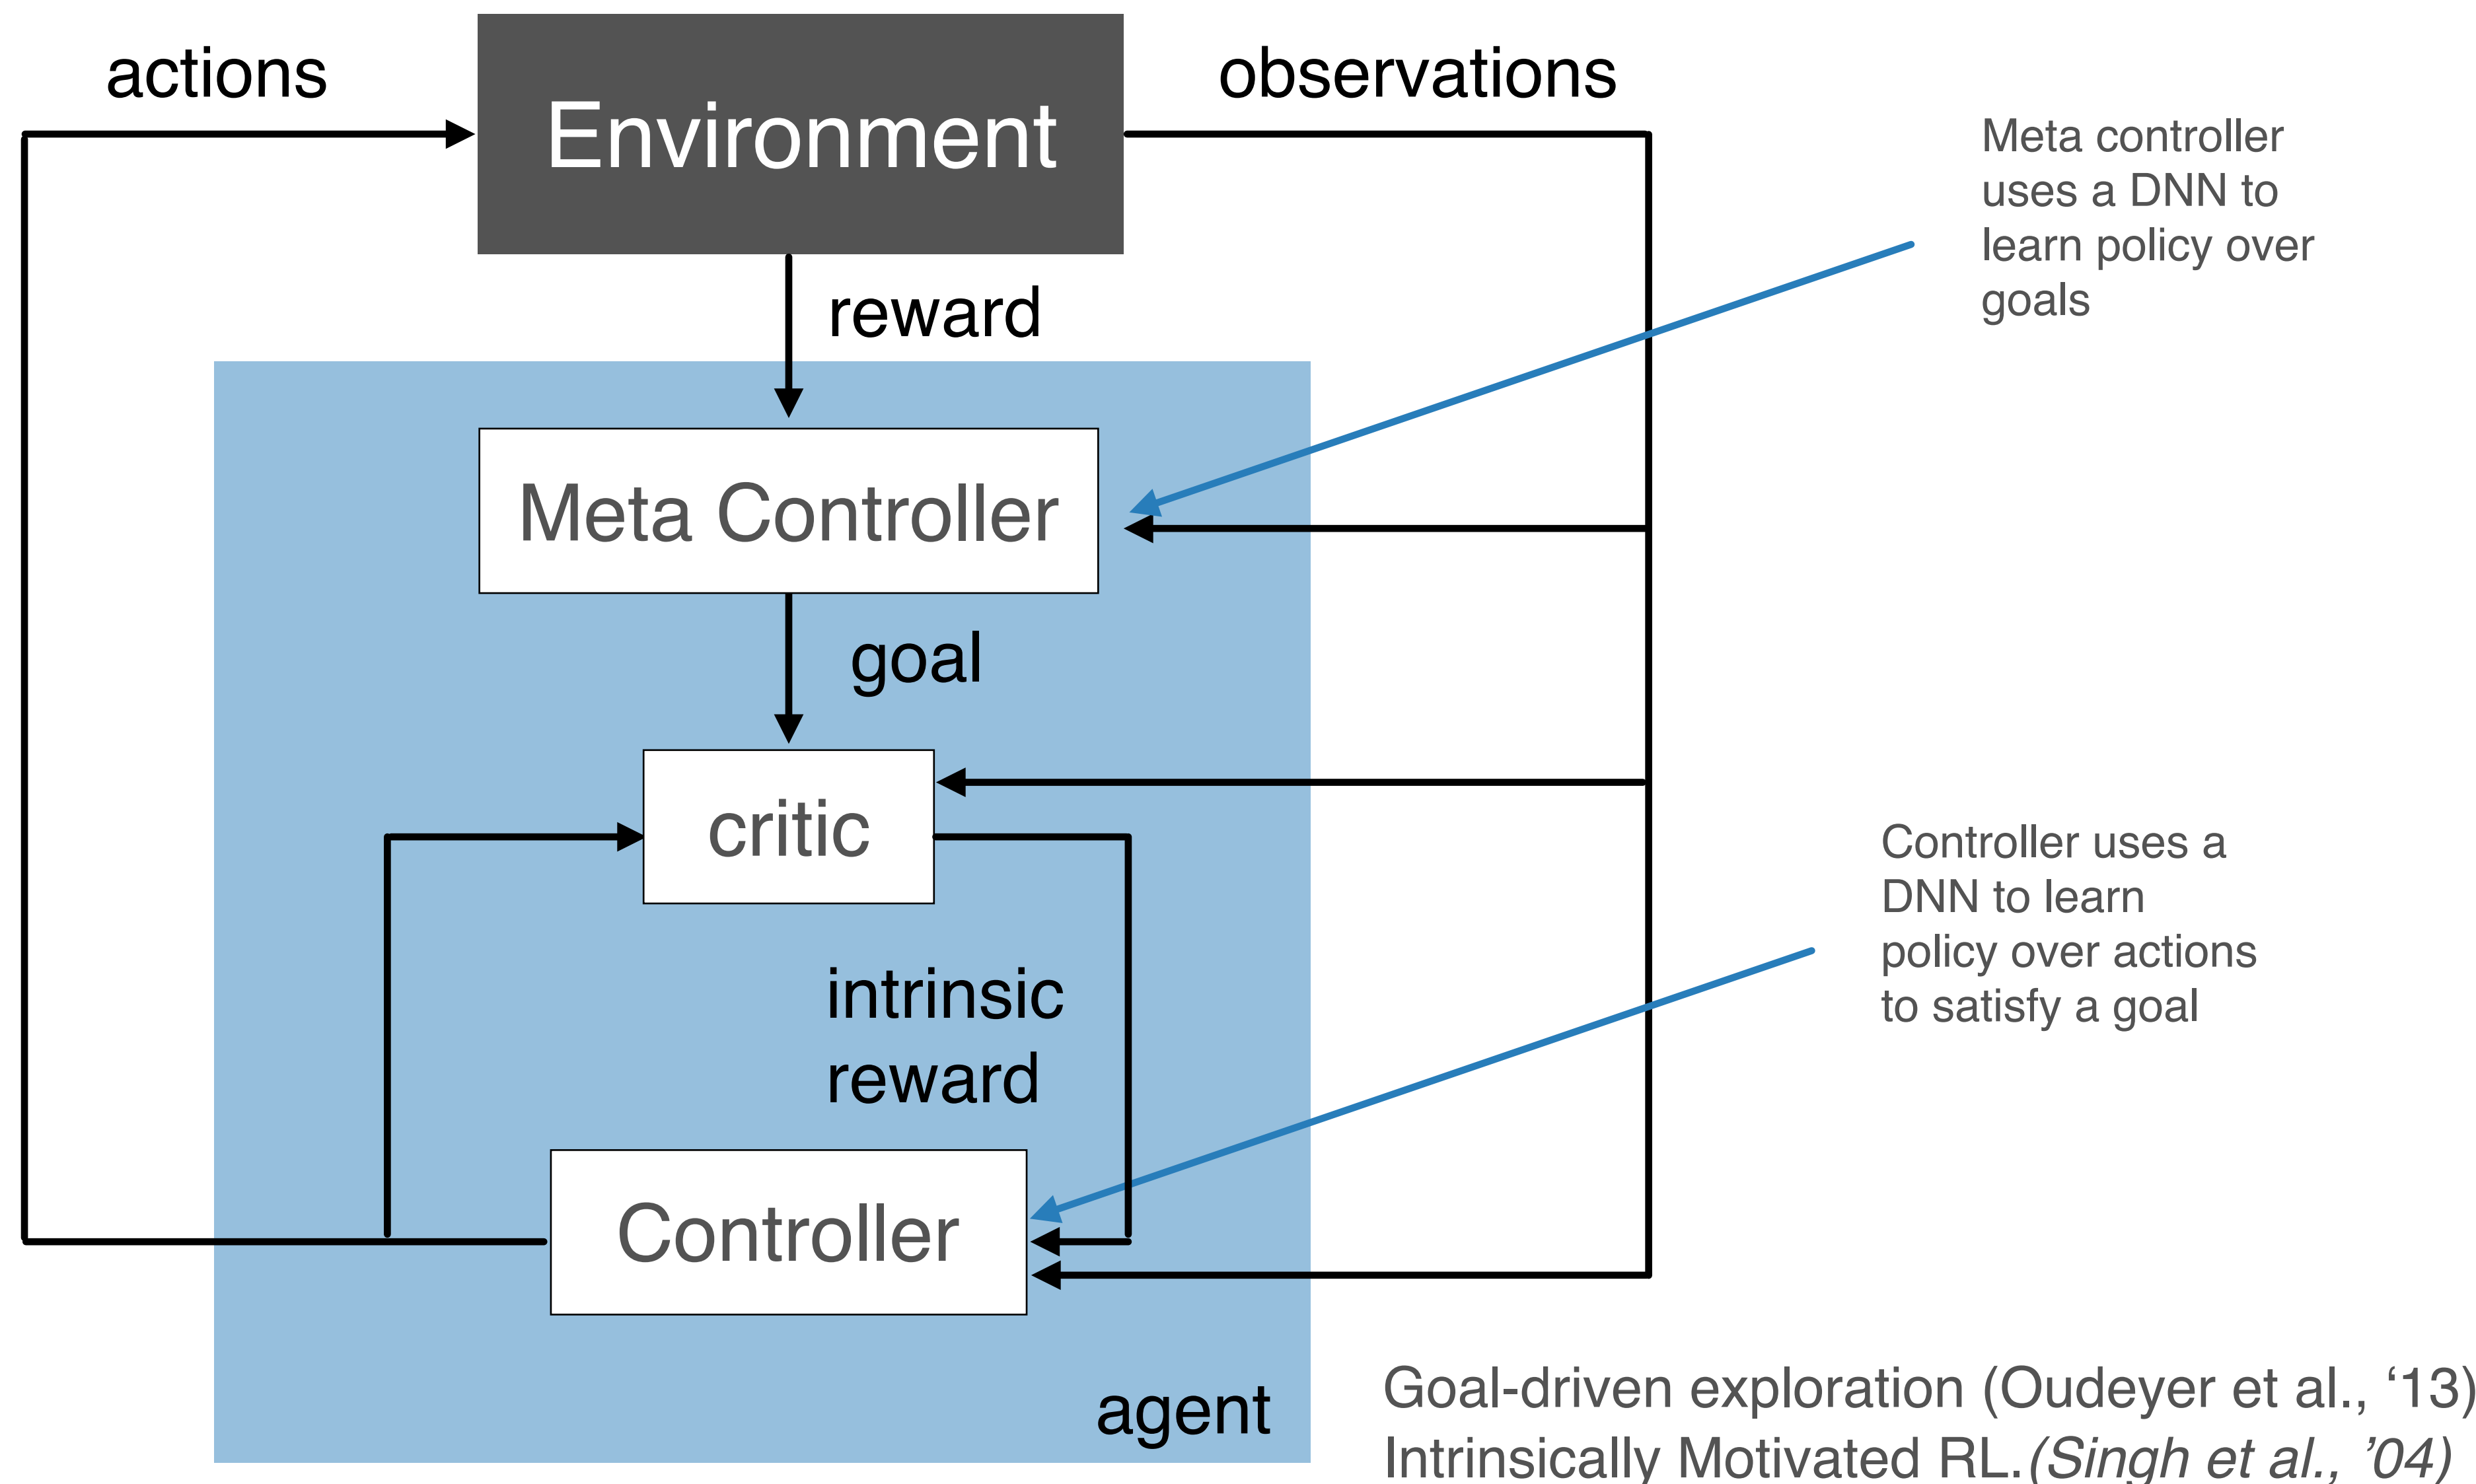 actions
Environment
observations
Meta controller
uses a DNN to
learn policy over
goals
reward
Meta Controller
goal
critic
Controller uses a
DNN to learn
policy over actions
to satisfy a goal
intrinsic
reward
Controller
agent
Goal-driven exploration (Oudeyer et al., ‘13)
Intrinsically Motivated RL.(Singh et al., ’04)